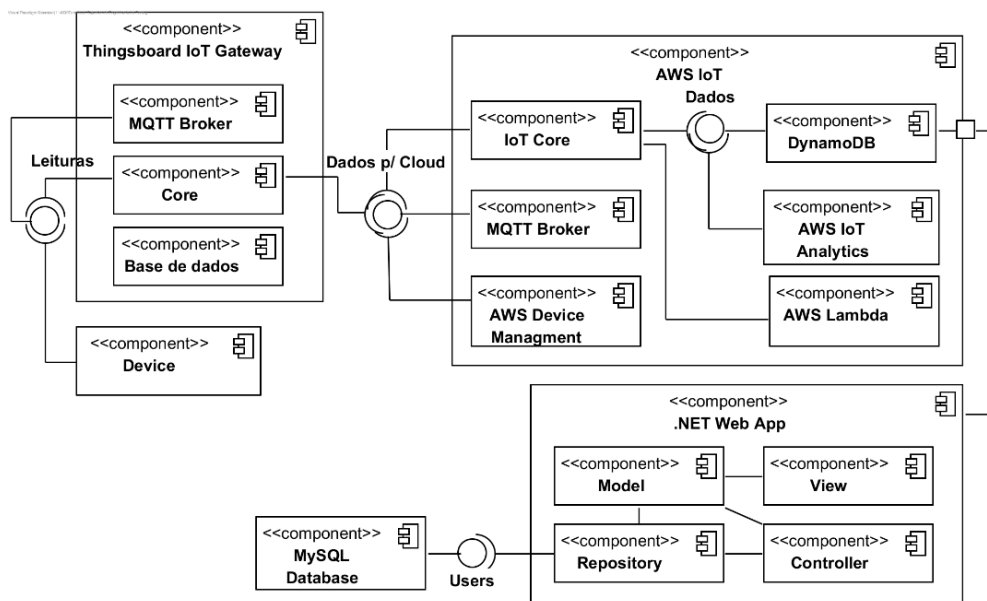 <<component>>
Thingsboard IoT Gateway
<<component>>
MQTT Broker
Leituras
<<component>>
Core
<<component>>
Base de dados
<<component>>
Device
Dados p/ Cloud
<<component>>
AWS IoT
Dados
<<component>>
IoT Core
<<component>>
DynamoDB
<<component>>
MQTT Broker
<<component>>
AWS IoT
Analytics
<<component>>
AWS Device
Managment
<<component>>
AWS Lambda
<<component>>
.NET Web App
<<component>>
Model
<<component>>
View
<<component>>
MySQL
Database
Users
<<component>>
Repository
<<component>>
Controller